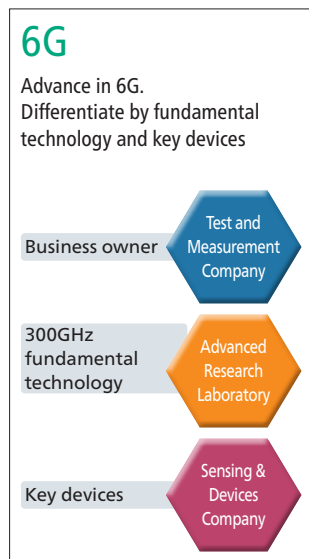 6G
Advance in 6G.
Differentiate by fundamental
technology and key devices
Business owner
Test and
Measurement
Company
300GHz
fundamental
technology
Advanced
Research
Laboratory
Key devices
Sensing &
Devices
Company